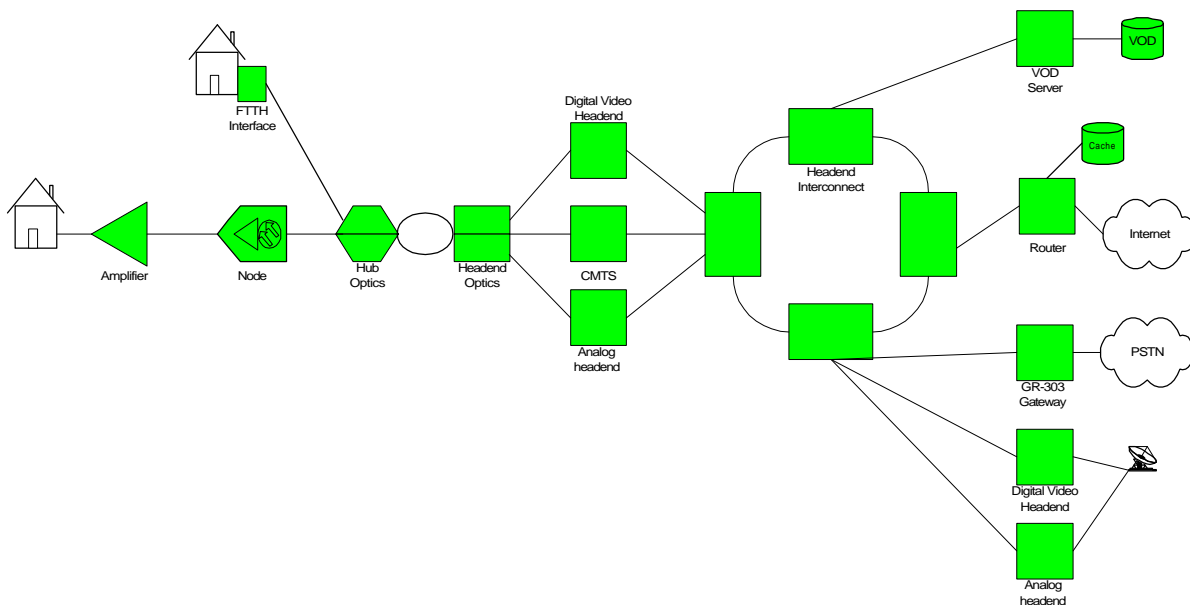 VOD
VOD
Server
FTTH
Interface
Digital Video
Headend
Cache
Headend
Interconnect
Internet
Router
Amplifier
Node
Hub
Optics
Headend
Optics
CMTS
Analog
headend
PSTN
GR-303
Gateway
Digital Video
Headend
Analog
headend